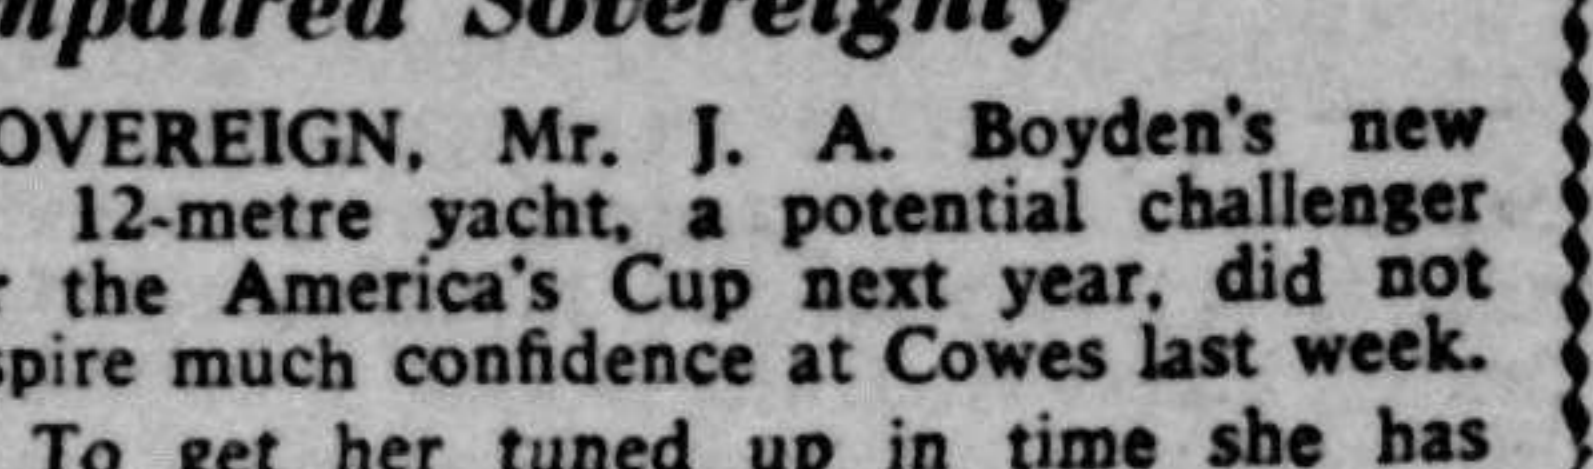 mpaired Sovereignty
OVEREIGN, Mr. J. A. Boyden's new
12-metre yacht, a potential challenger
r the America's Cup next year, did not
spire much confidence at Cowes last week.
To get her tuned up in time she has